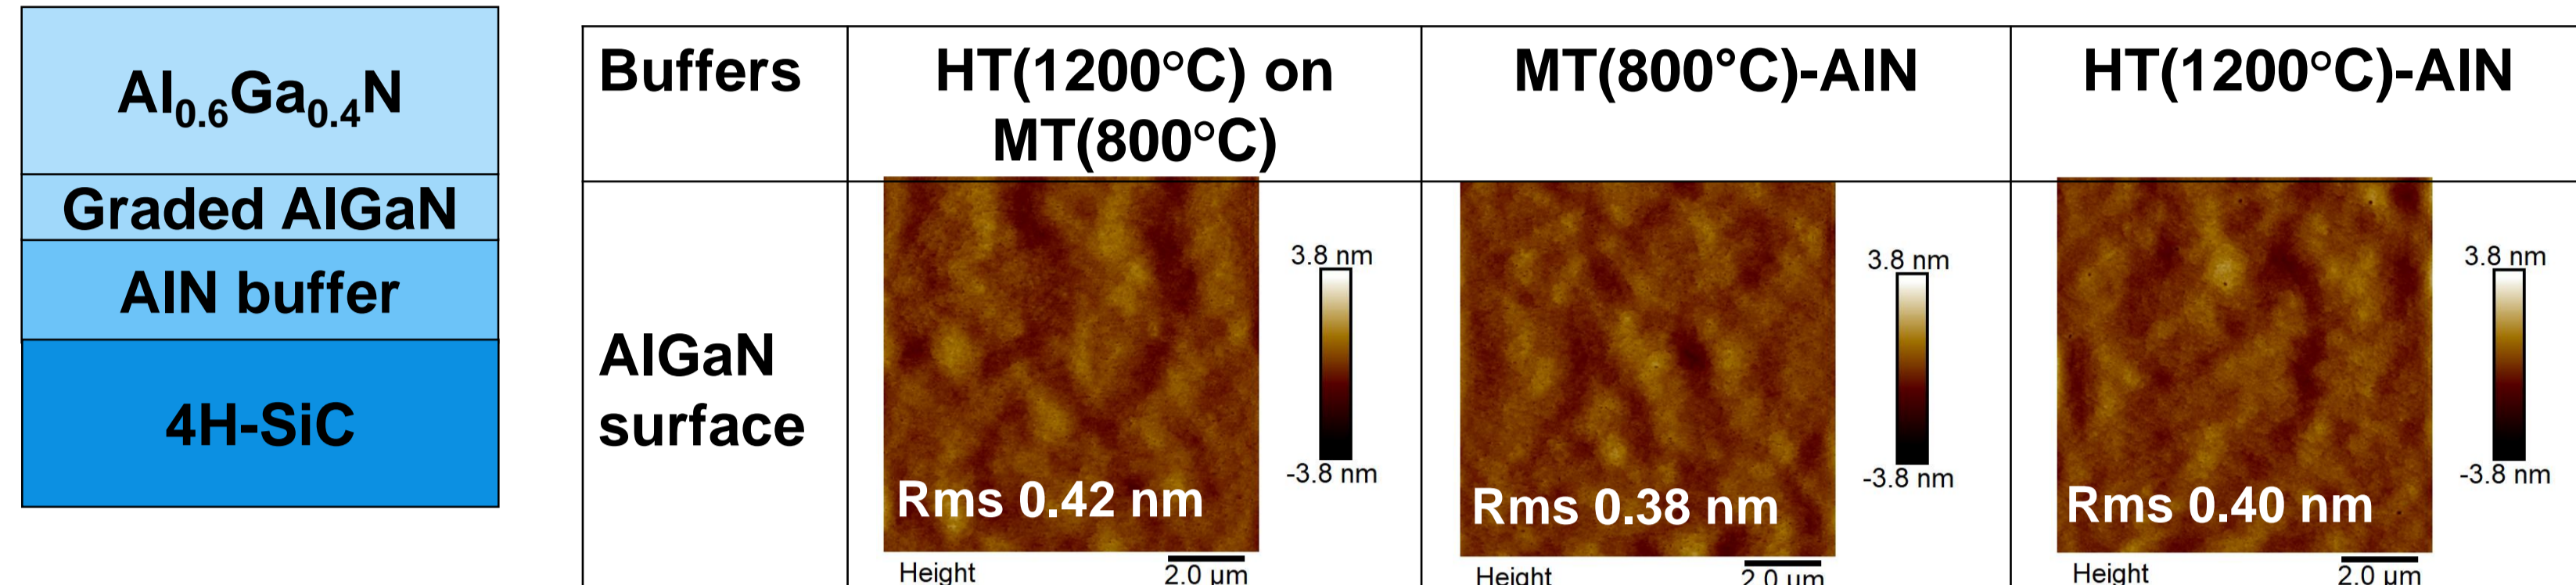 Al0.6Ga0.4N
Graded AlGaN
AlN buffer
4H-SiC
Buffers
HT(1200°C) on
MT(800°C)
MT(800°C)-AlN
HT(1200°C)-AlN
AlGaN
surface
3.8 nm
-3.8 nm
Rms 0.42 nm
Height
2.0 µm
3.8 nm
-3.8 nm
Rms 0.38 nm
Height
2.0 µm
3.8 nm
-3.8 nm
Rms 0.40 nm
Height
2.0 µm